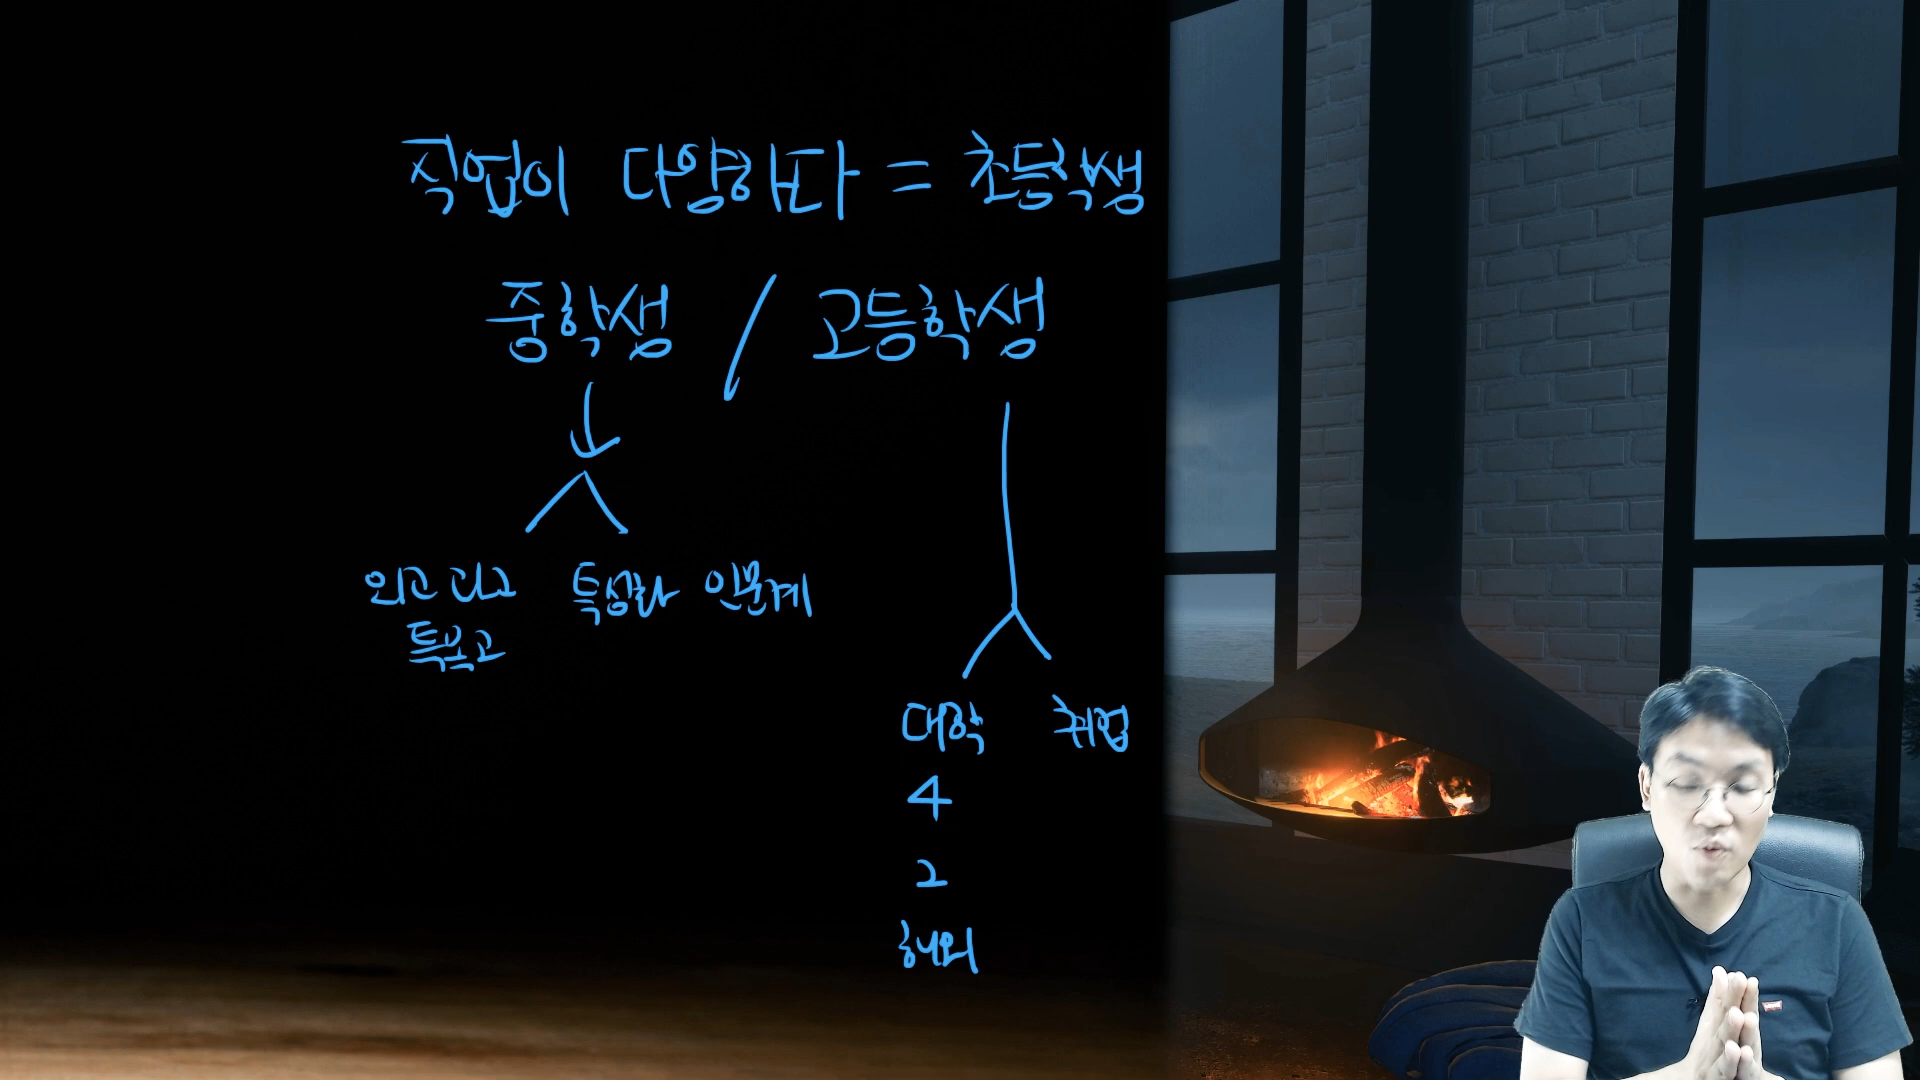 직업이 다양하다 = 초등학생
중학생 / 고등학생
외고 과고 특성화 인문계
특목고
대학 취업
4
2
해외